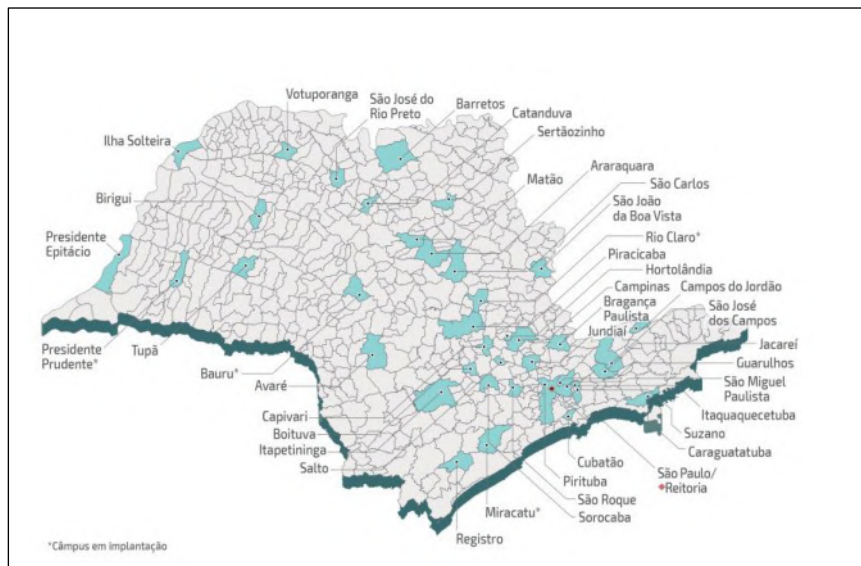 Votuporanga
São José do
Rio Preto
Barretos
Catanduva
Sertãozinho
Ilha Solteira
Matão
Araraquara
São Carlos
São João
da Boa Vista
Birigui
Rio Claro*
Piracicaba
Hortolândia
Presidente
Epitácio
Campinas
Campos do Jordão
Bragança
Paulista
São José
dos Campos
Jundiaí
Jacareí
Guarulhos
Presidente
Prudente*
Tupã
Bauru*
Avaré
São Miguel
Paulista
Itaquaquecetuba
Capivari
Suzano
Boituva
Caraguatatuba
Itapetininga
Salto
Cubatão
São Paulo/
Reitoria
Pirituba
São Roque
Miracatu*
Sorocaba
Registro
*Câmpus em implantação